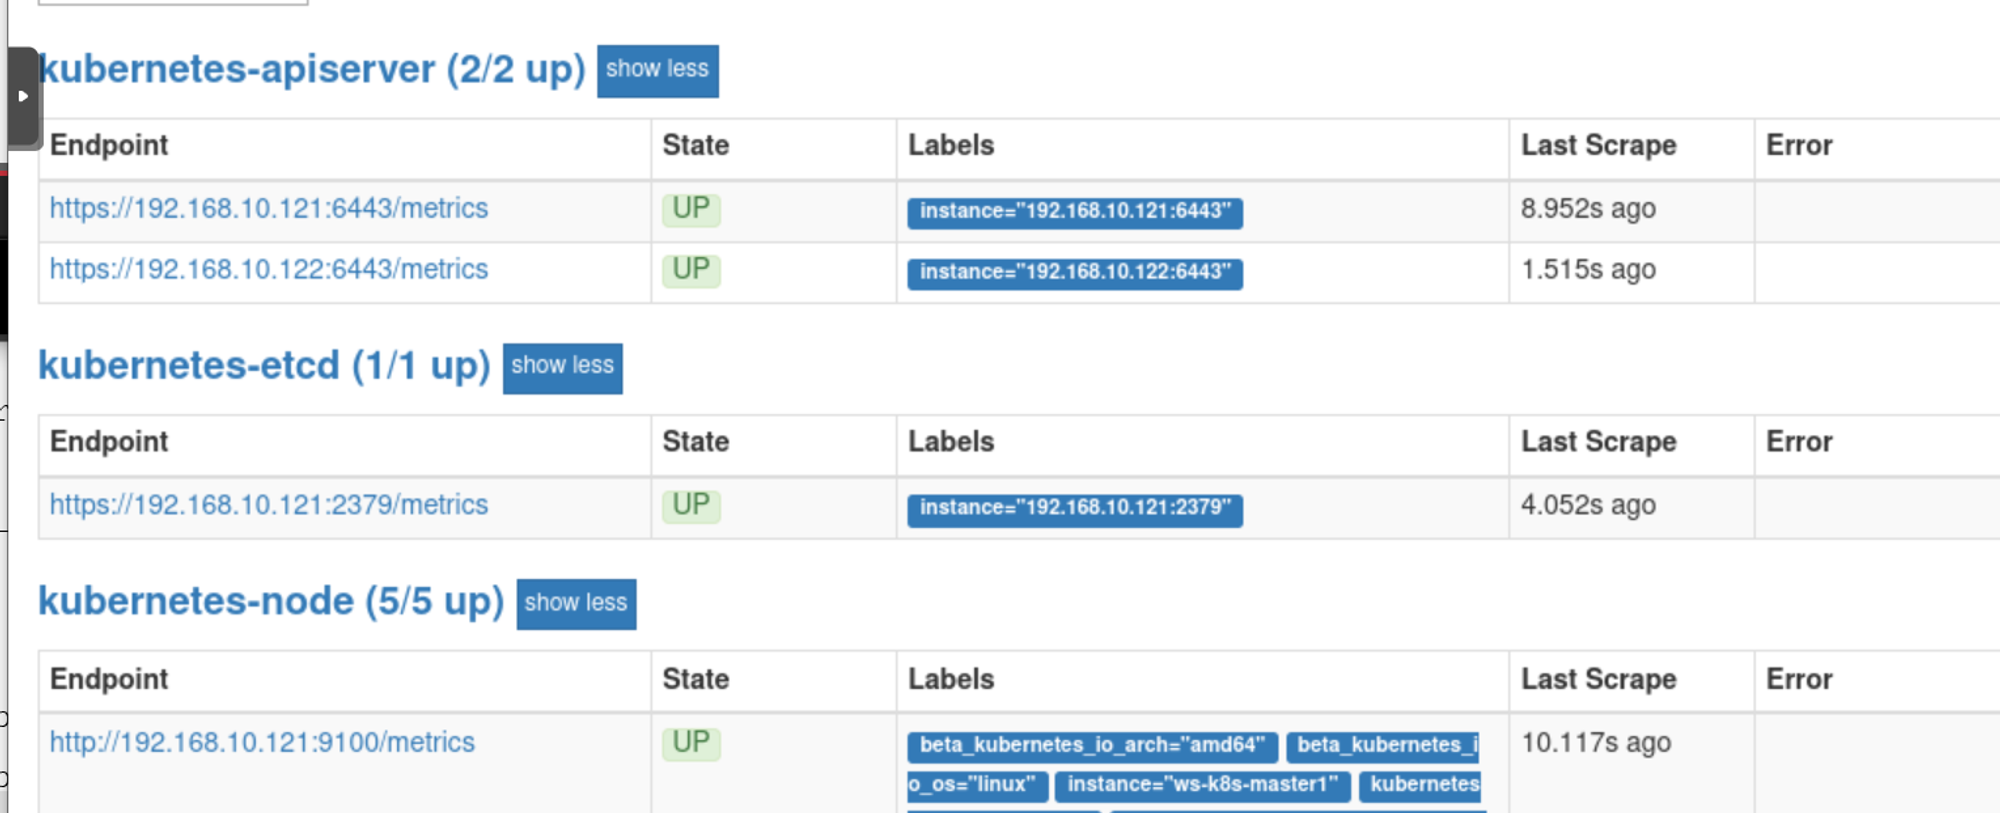 kubernetes-apiserver (2/2 up) show less
Endpoint State Labels Last Scrape Error
https://192.168.10.121:6443/metrics UP instance="192.168.10.121:6443" 8.952s ago
https://192.168.10.122:6443/metrics UP instance="192.168.10.122:6443" 1.515s ago
kubernetes-etcd (1/1 up) show less
Endpoint State Labels Last Scrape Error
https://192.168.10.121:2379/metrics UP instance="192.168.10.121:2379" 4.052s ago
kubernetes-node (5/5 up) show less
Endpoint State Labels Last Scrape Error
http://192.168.10.121:9100/metrics UP beta_kubernetes_io_arch="amd64" beta_kubernetes_i 10.117s ago
o_os="linux" instance="ws-k8s-master1" kubernetes